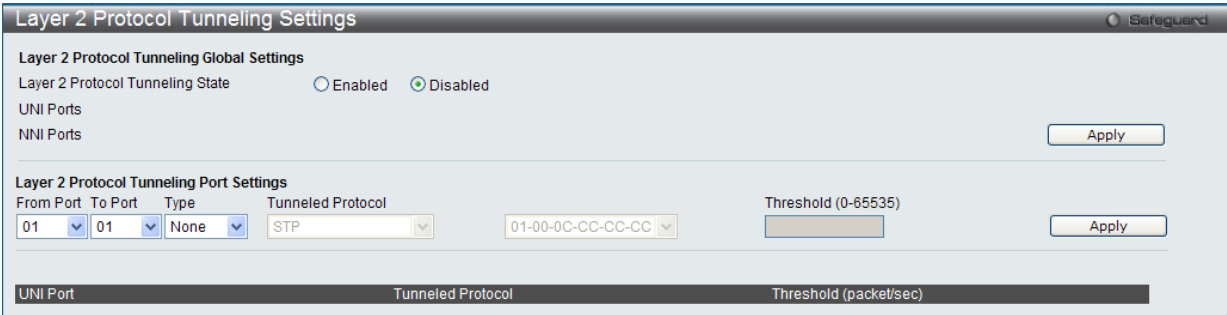 Layer 2 Protocol Tunneling Settings
Safeguard
Layer 2 Protocol Tunneling Global Settings
Layer 2 Protocol Tunneling State Enabled Disabled
UNI Ports
NNI Ports Apply
Layer 2 Protocol Tunneling Port Settings
From Port To Port Type Tunneled Protocol Threshold (0-65535)
01 01 None STP 01-00-0C-CC-CC-CC Apply
UNI Port Tunneled Protocol Threshold (packet/sec)